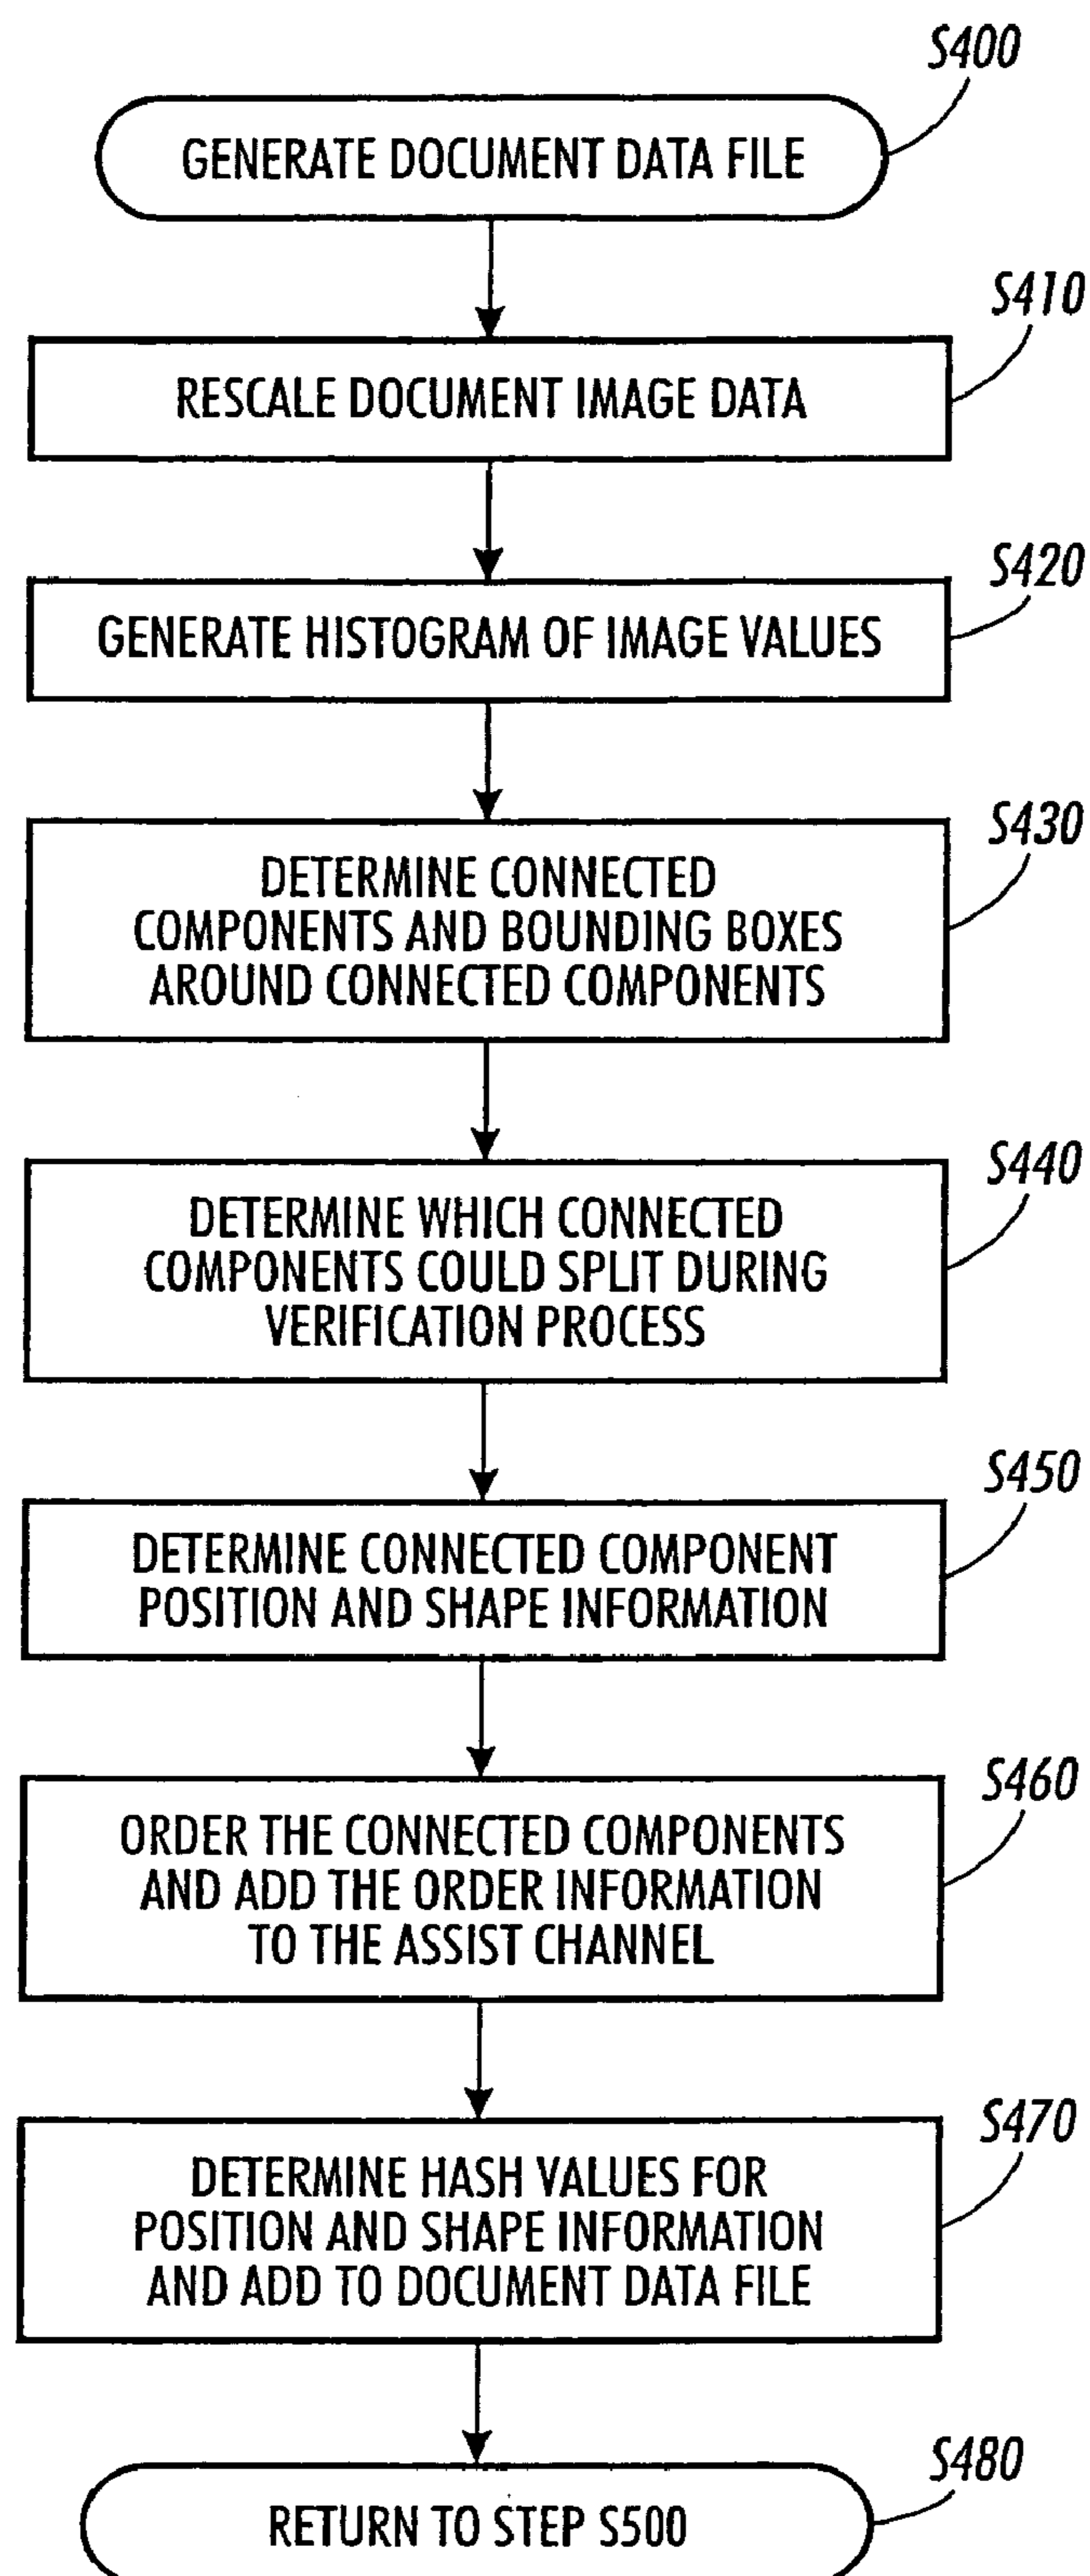 S400
GENERATE DOCUMENT DATA FILE
S410
RESCALE DOCUMENT IMAGE DATA
S420
GENERATE HISTOGRAM OF IMAGE VALUES
S430
DETERMINE CONNECTED
COMPONENTS AND BOUNDING BOXES
AROUND CONNECTED COMPONENTS
S440
DETERMINE WHICH CONNECTED
COMPONENTS COULD SPLIT DURING
VERIFICATION PROCESS
S450
DETERMINE CONNECTED COMPONENT
POSITION AND SHAPE INFORMATION
S460
ORDER THE CONNECTED COMPONENTS
AND ADD THE ORDER INFORMATION
TO THE ASSIST CHANNEL
S470
DETERMINE HASH VALUES FOR
POSITION AND SHAPE INFORMATION
AND ADD TO DOCUMENT DATA FILE
S480
RETURN TO STEP S500